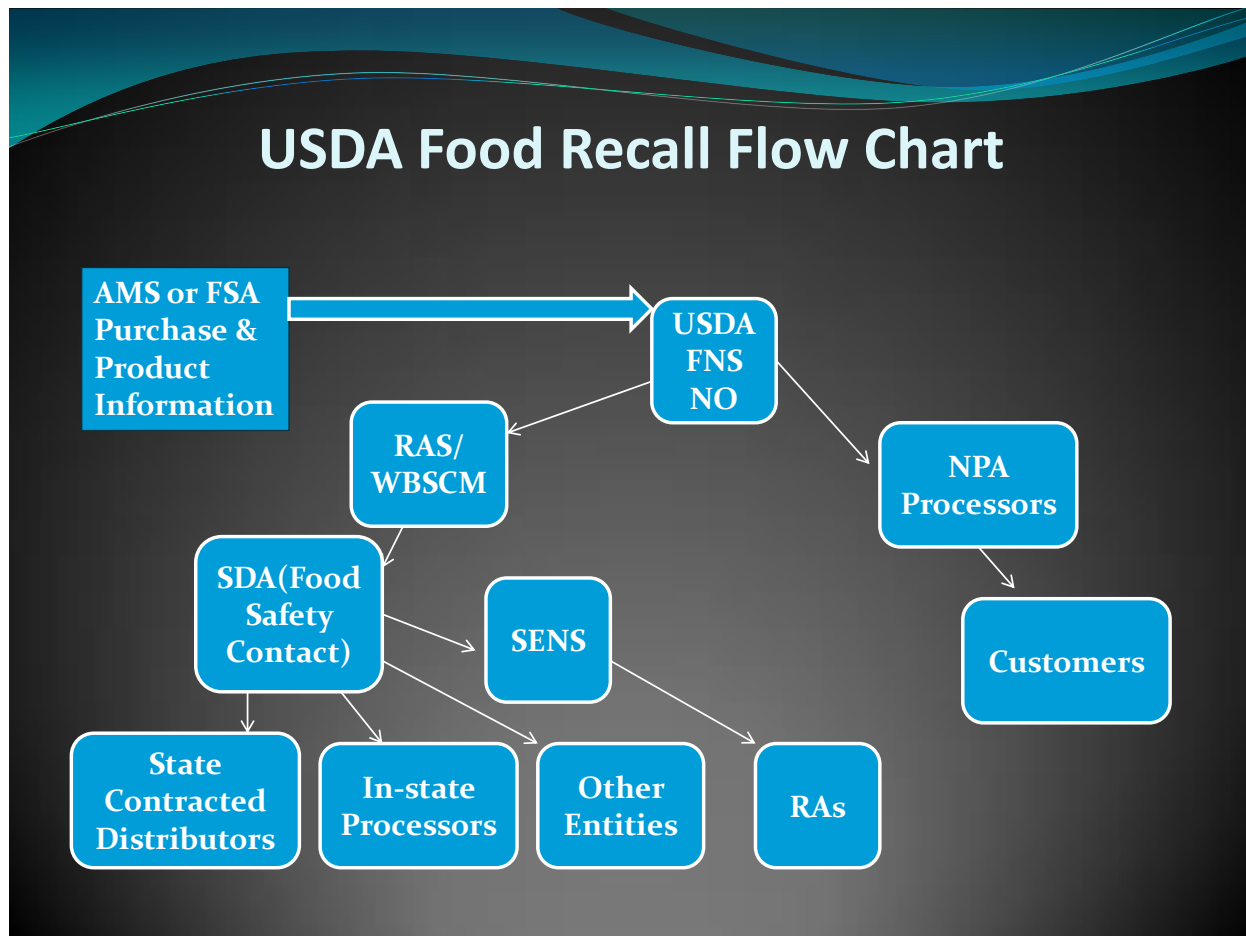 USDA Food Recall Flow Chart
AMS or FSA
Purchase &
Product
Information
USDA
FNS
NO
RAS/
WBSCM
NPA
Processors
SDA(Food
Safety
Contact)
SENS
Customers
State
Contracted
Distributors
In-state
Processors
Other
Entities
RAs